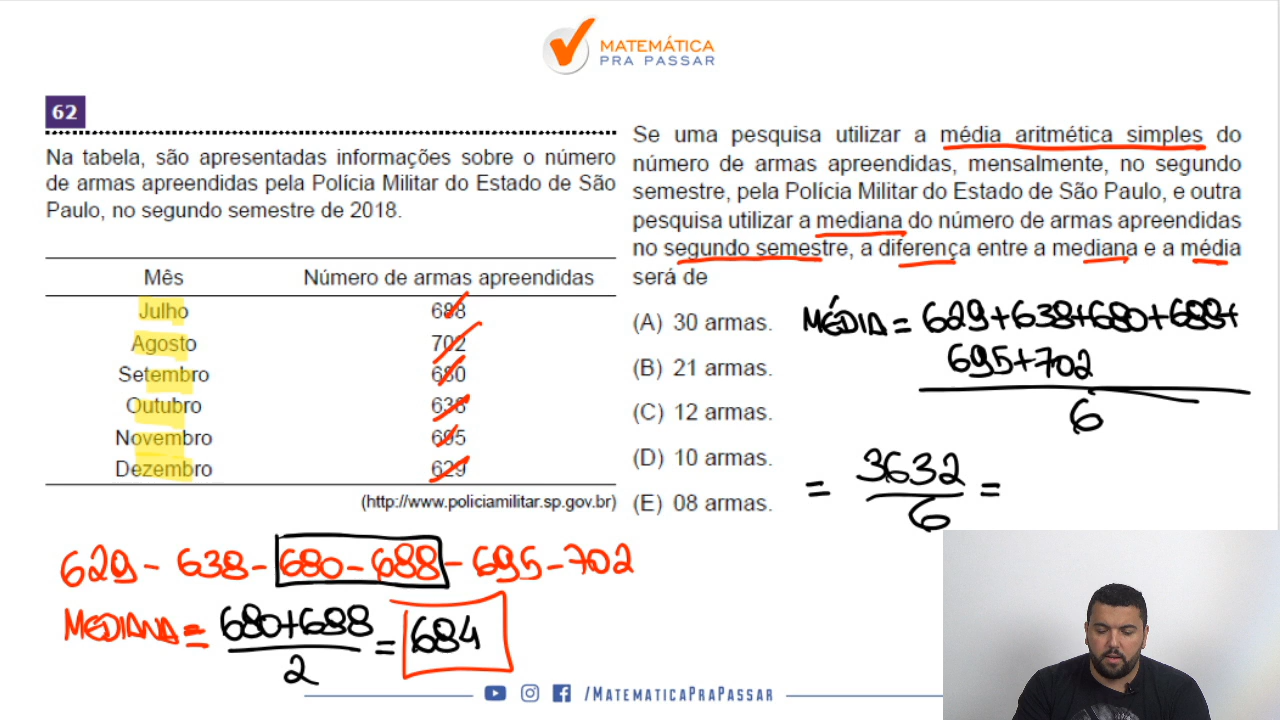 MATEMÁTICA
PRA PASSAR
62
Na tabela, são apresentadas informações sobre o número
de armas apreendidas pela Polícia Militar do Estado de São
Paulo, no segundo semestre de 2018.
Mês Número de armas apreendidas
Julho 688
Agosto 702
Setembro 680
Outubro 638
Novembro 695
Dezembro 629
(http://www.policiamilitar.sp.gov.br)
Se uma pesquisa utilizar a média aritmética simples do
número de armas apreendidas, mensalmente, no segundo
semestre, pela Polícia Militar do Estado de São Paulo, e outra
pesquisa utilizar a mediana do número de armas apreendidas
no segundo semestre, a diferença entre a mediana e a média
será de
(A) 30 armas.
(B) 21 armas.
(C) 12 armas.
(D) 10 armas.
(E) 08 armas.
MÉDIA = 629+638+680+688+
695+702
6
= 3632 =
6
629 - 638 - 680 - 688 - 695 - 702
MEDIANA = 680+688 = 684
2
/MATEMATICAPRAPASSAR